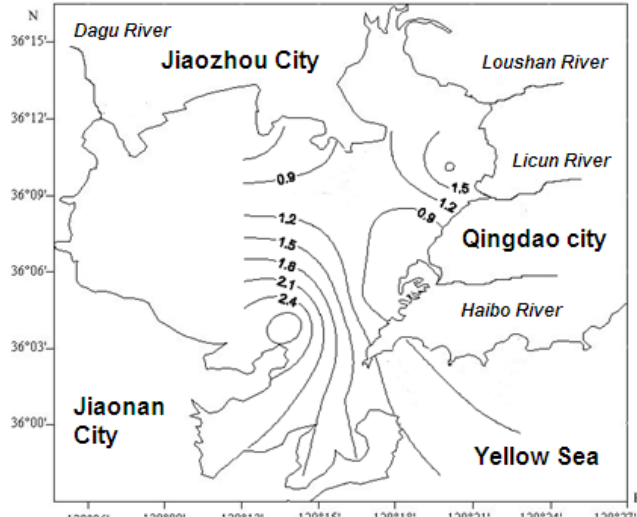 N
36°15'
Dagu River
Jiaozhou City
Loushan River
36°12'
Licun River
0.9
1.5
1.2
36°09'
0.9
1.2
Qingdao city
1.5
36°06'
1.8
2.1
2.4
Haibo River
36°03'
Jiaonan
City
36°00'
Yellow Sea